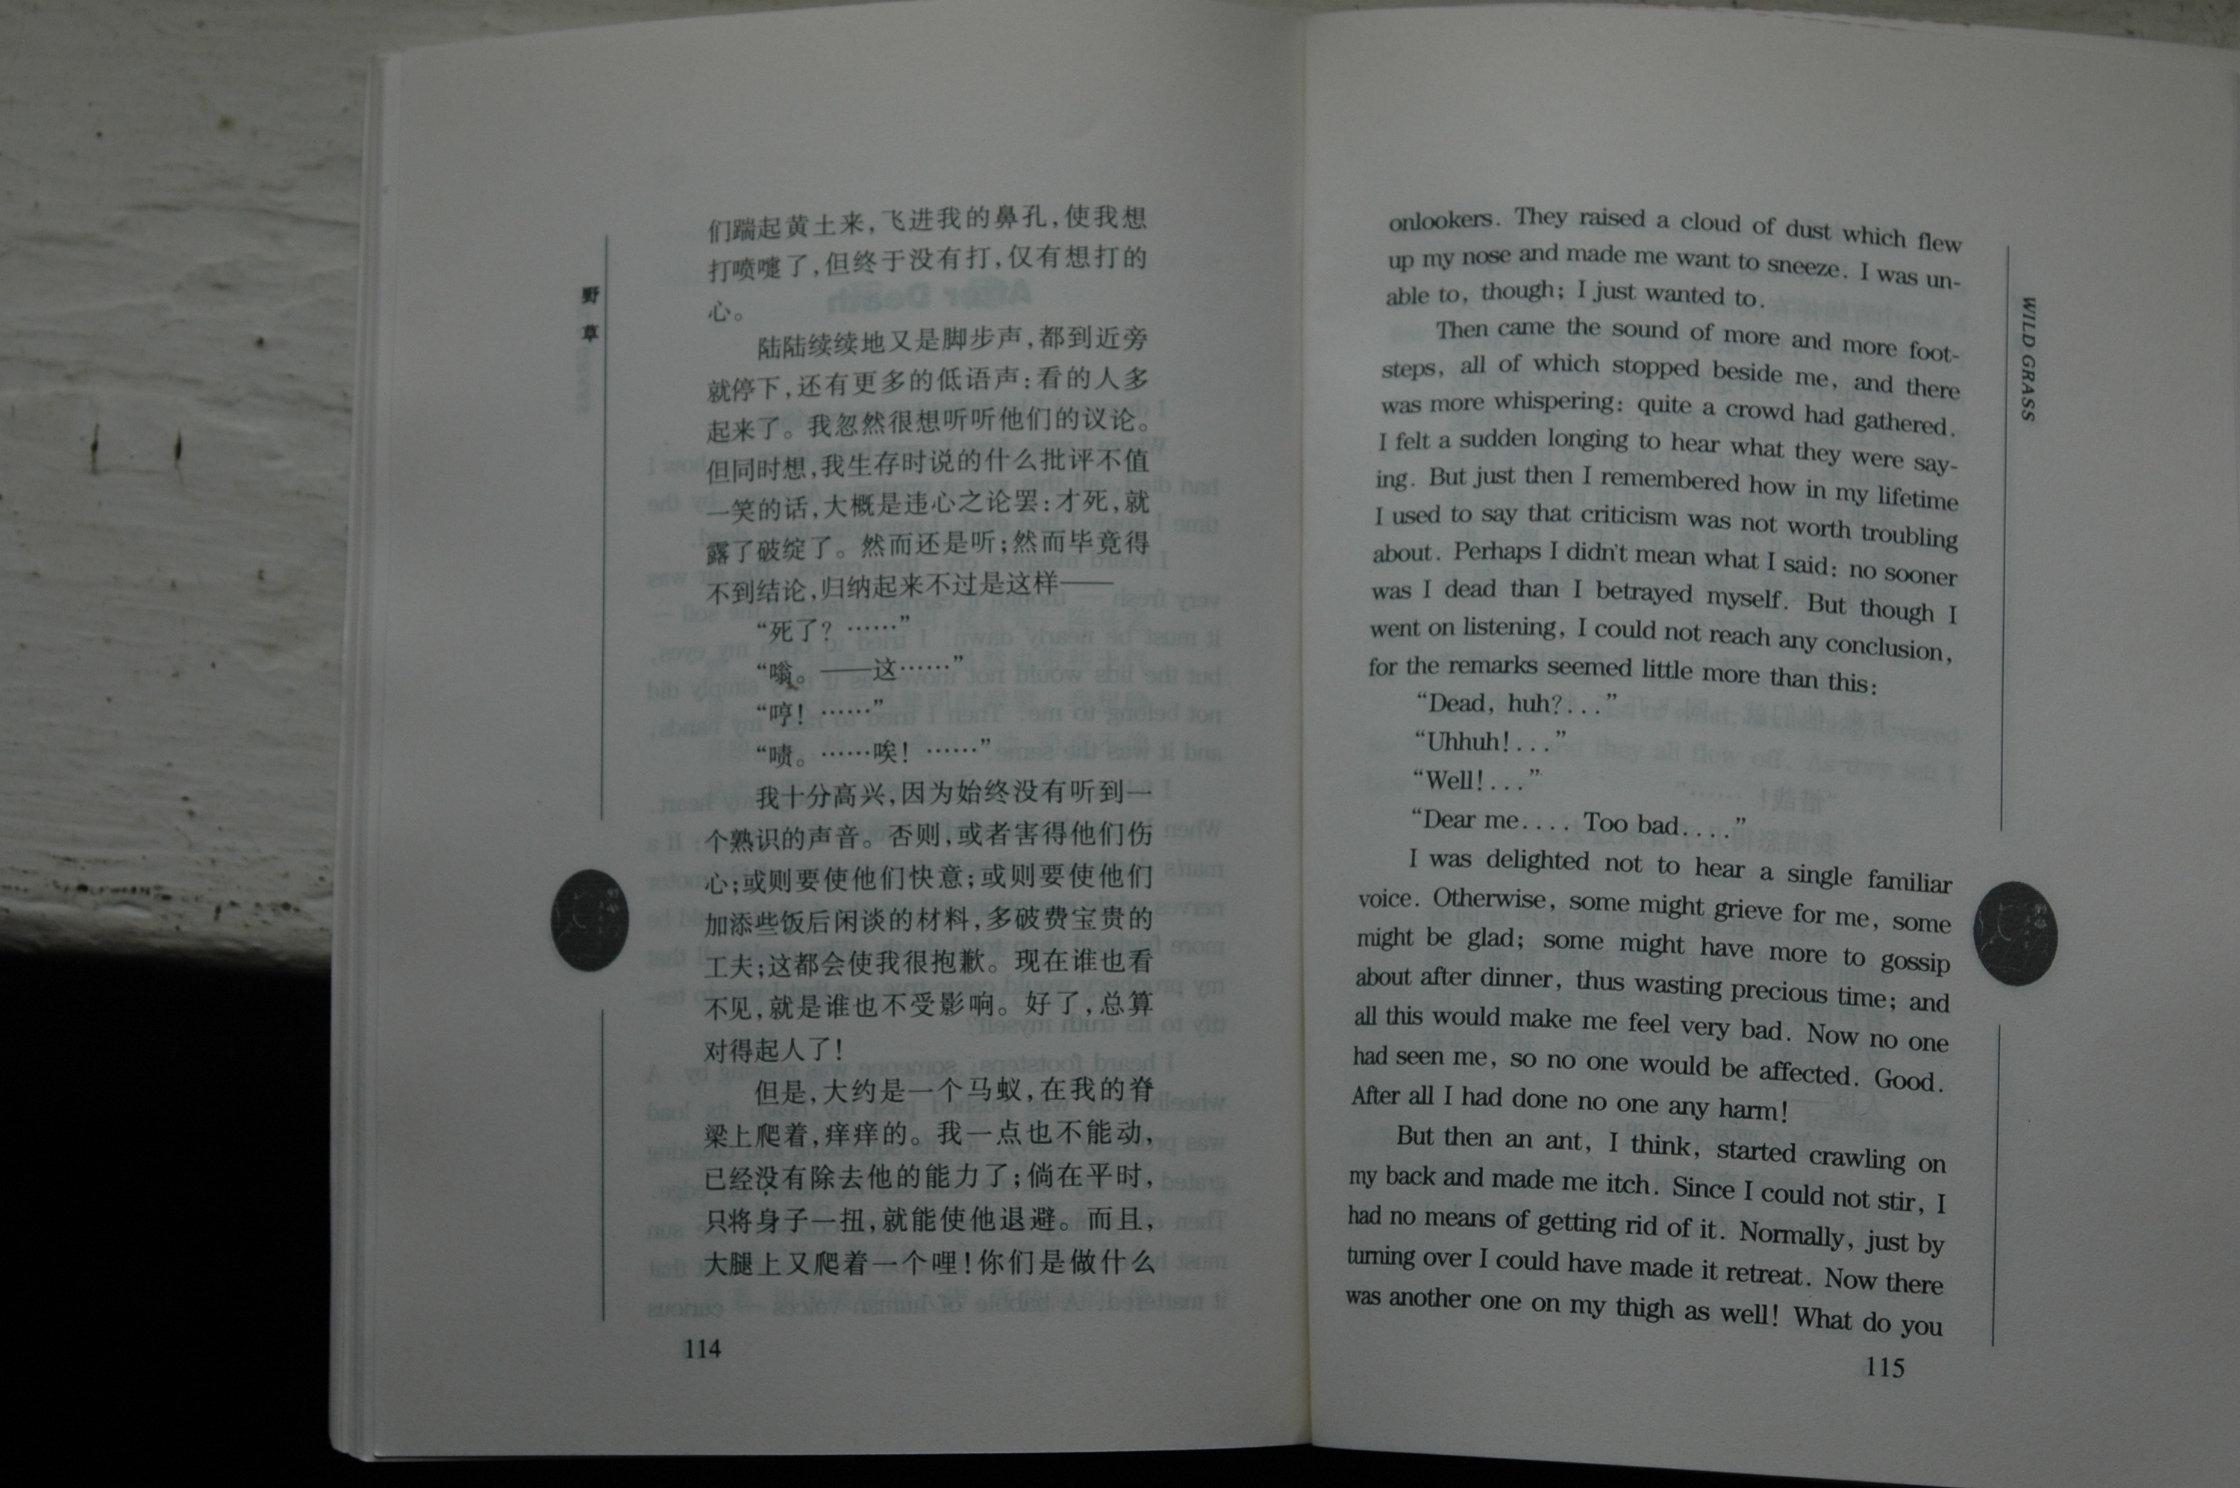 野草
们踹起黄土来，飞进我的鼻孔，使我想
打喷嚏了，但终于没有打，仅有想打的
心。
陆陆续续地又是脚步声，都到近旁
就停下，还有更多的低语声：看的人多
起来了。我忽然很想听听他们的议论。
但同时想，我生存时说的什么批评不值
一笑的话，大概是违心之论罢：才死，就
露了破绽了。然而还是听；然而毕竟得
不到结论，归纳起来不过是这样——
“死了？……”
“嗡。——这……”
“哼！……”
“啧。……唉！……”
我十分高兴，因为始终没有听到一
个熟识的声音。否则，或者害得他们伤
心；或则要使他们快意；或则要使他们
加添些饭后闲谈的材料，多破费宝贵的
工夫；这都会使我很抱歉。现在谁也看
不见，就是谁也不受影响。好了，总算
对得起人了！
但是，大约是一个马蚁，在我的脊
梁上爬着，痒痒的。我一点也不能动，
已经没有除去他的能力了；倘在平时，
只将身子一扭，就能使他退避。而且，
大腿上又爬着一个哩！你们是做什么
114
onlookers. They raised a cloud of dust which flew
up my nose and made me want to sneeze. I was un-
able to, though; I just wanted to.
Then came the sound of more and more foot-
steps, all of which stopped beside me, and there
was more whispering: quite a crowd had gathered.
I felt a sudden longing to hear what they were say-
ing. But just then I remembered how in my lifetime
I used to say that criticism was not worth troubling
about. Perhaps I didn't mean what I said: no sooner
was I dead than I betrayed myself. But though I
went on listening, I could not reach any conclusion,
for the remarks seemed little more than this:
“Dead, huh?...”
“Uhhuh!...”
“Well!...”
“Dear me.... Too bad....”
I was delighted not to hear a single familiar
voice. Otherwise, some might grieve for me, some
might be glad; some might have more to gossip
about after dinner, thus wasting precious time; and
all this would make me feel very bad. Now no one
had seen me, so no one would be affected. Good.
After all I had done no one any harm!
But then an ant, I think, started crawling on
my back and made me itch. Since I could not stir, I
had no means of getting rid of it. Normally, just by
turning over I could have made it retreat. Now there
was another one on my thigh as well! What do you
115
WILD GRASS